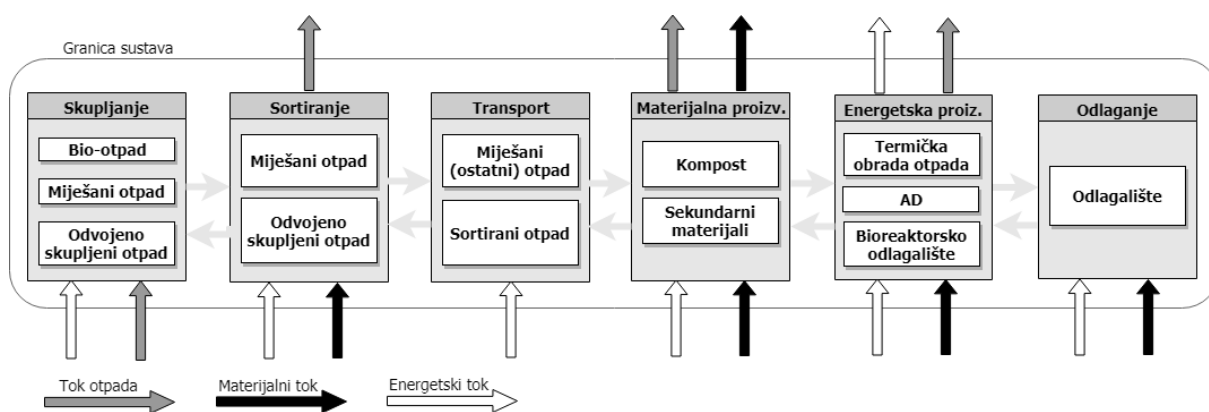 Granica sustava
Skupljanje
Bio-otpad
Miješani otpad
Odvojeno
skupljeni otpad
Sortiranje
Miješani otpad
Odvojeno
skupljeni otpad
Transport
Miješani
(ostatni) otpad
Sortirani otpad
Materijalna proizv.
Kompost
Sekundarni
materijali
Energetska proiz.
Termička
obrada otpada
AD
Bioreaktorsko
odlagalište
Odlaganje
Odlagalište
Tok otpada
Materijalni tok
Energetski tok